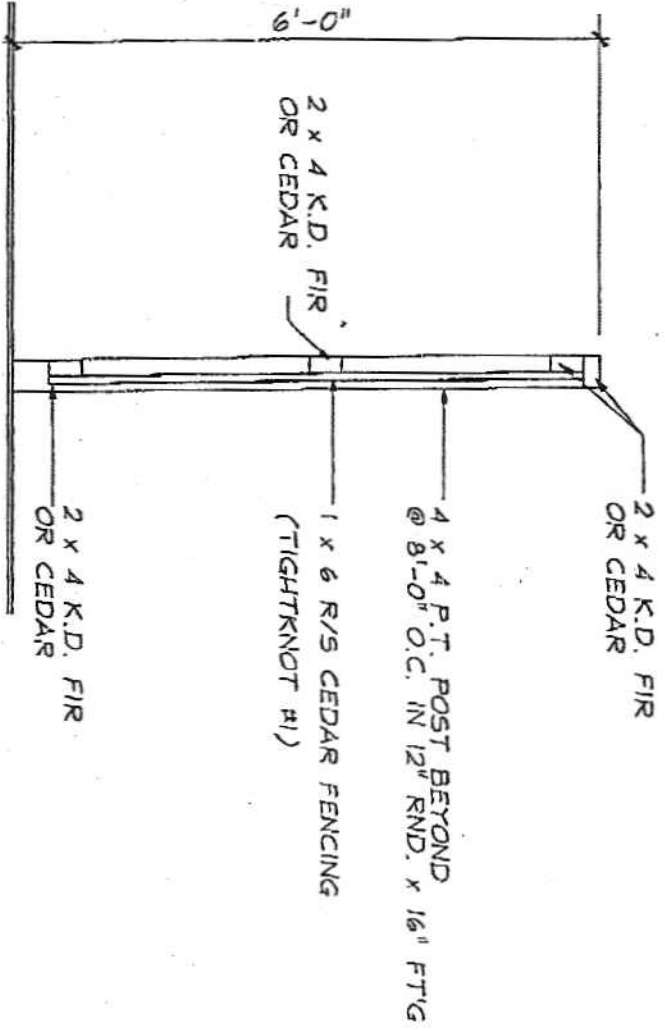 2 x 4 K.D. FIR
OR CEDAR
4 x 4 P.T. POST BEYOND
@ 8'-0" O.C. IN 12" RND. x 16" FT'G
1 x 6 R/S CEDAR FENCING
(TIGHTKNOT #1)
2 x 4 K.D. FIR
OR CEDAR
2 x 4 K.D. FIR
OR CEDAR
6'-0"